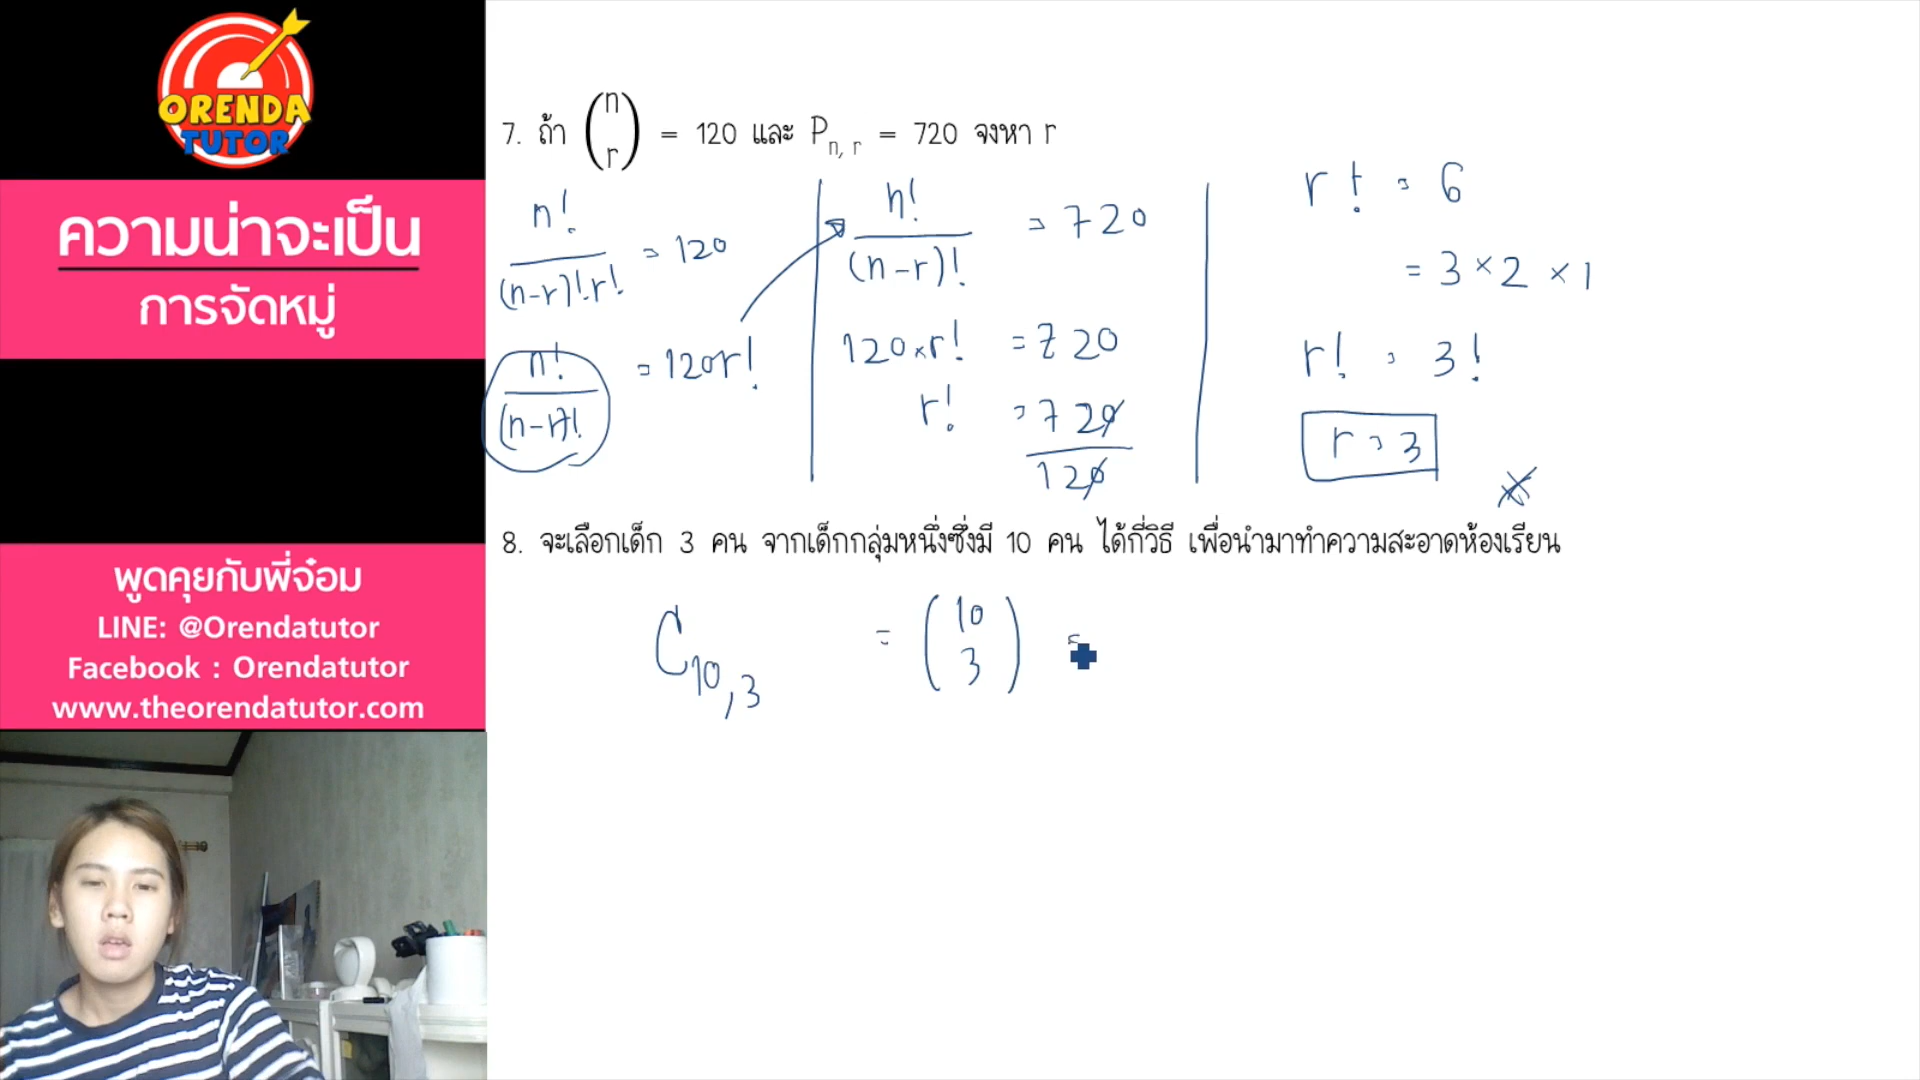 ORENDA
TUTOR
ความน่าจะเป็น
การจัดหมู่
พูดคุยกับพี่จ๋อม
LINE: @Orendatutor
Facebook : Orendatutor
www.theorendatutor.com
7. ถ้า (n r) = 120 และ Pn, r = 720 จงหา r
n! / (n-r)!r! = 120
n! / (n-r)! = 120r!
n! / (n-r)! = 720
120×r! = 720
r! = 720 / 120
r! = 6
= 3 × 2 × 1
r! = 3!
r = 3
8. จะเลือกเด็ก 3 คน จากเด็กกลุ่มหนึ่งซึ่งมี 10 คน ได้กี่วิธี เพื่อนำมาทำความสะอาดห้องเรียน
C10,3 = (10 3) =